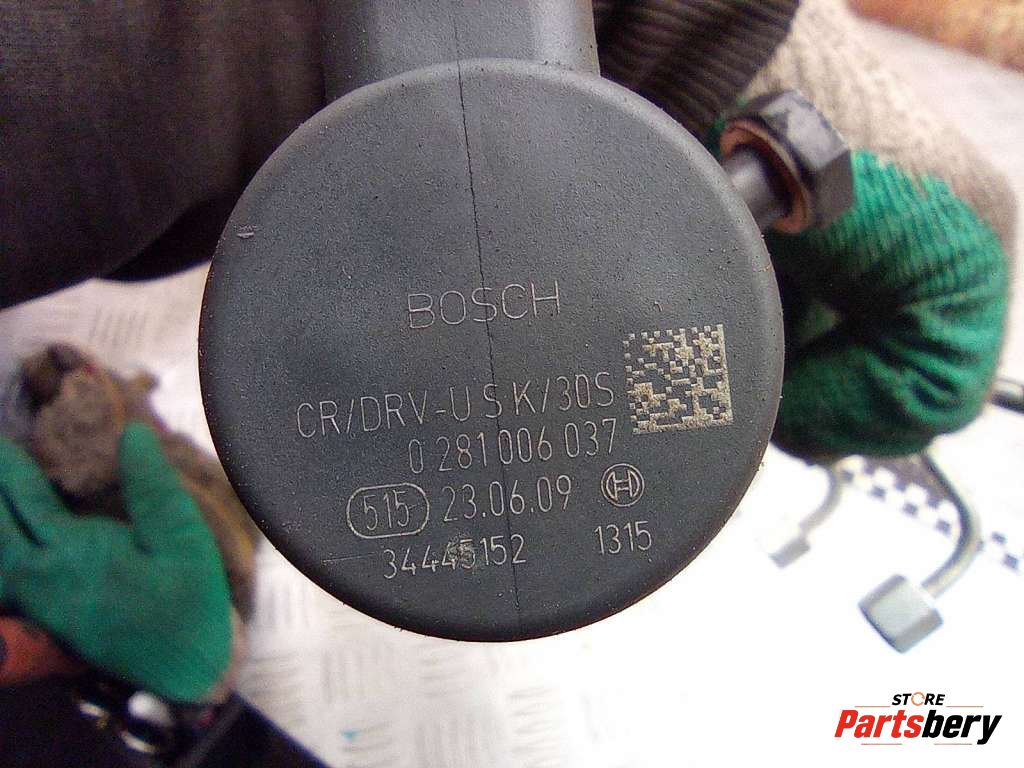 BOSCH
CR/DRV-U S K/30S
0 281 006 037
515 23.06.09 H
34445152 1315
STORE
Partsbery